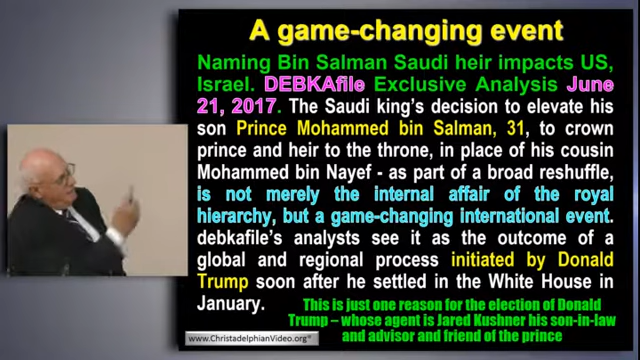 A game-changing event
Naming Bin Salman Saudi heir impacts US,
Israel. DEBKAfile Exclusive Analysis June
21, 2017. The Saudi king's decision to elevate his
son Prince Mohammed bin Salman, 31, to crown
prince and heir to the throne, in place of his cousin
Mohammed bin Nayef - as part of a broad reshuffle,
is not merely the internal affair of the royal
hierarchy, but a game-changing international event.
debkafile's analysts see it as the outcome of a
global and regional process initiated by Donald
Trump soon after he settled in the White House in
January.
This is just one reason for the election of Donald
Trump – whose agent is Jared Kushner his son-in-law
and advisor and friend of the prince
www.ChristadelphianVideo.org®